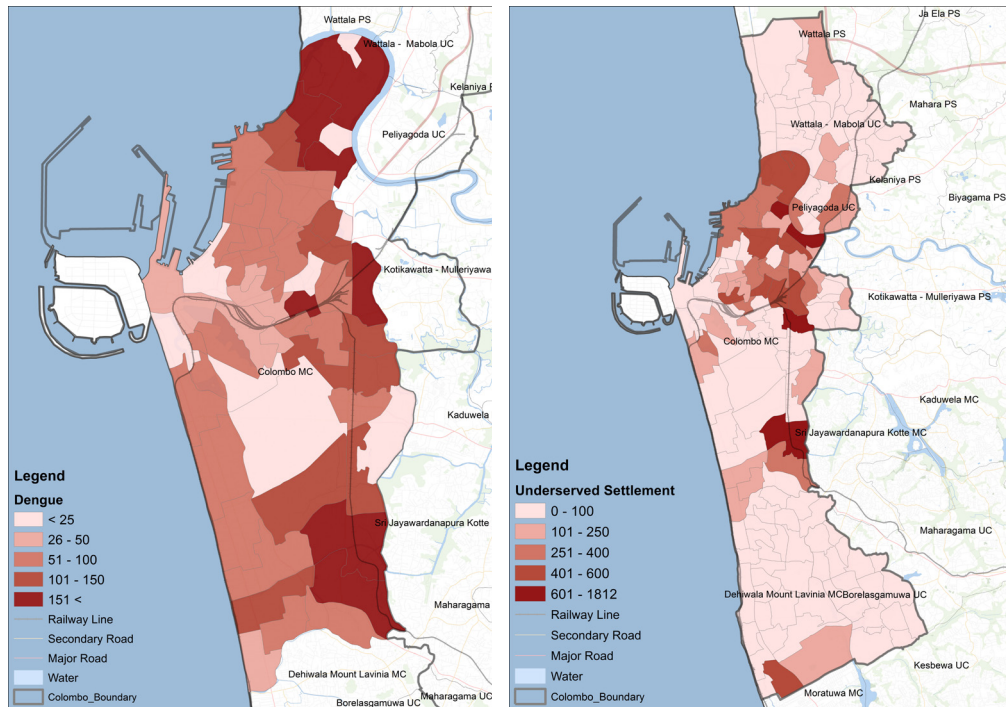 Wattala PS
Wattala - Mabola UC
Kelaniya P
Peliyagoda UC
Kotikawatta - Mulleriyawa
Colombo MC
Kaduwela
Sri Jayawardanapura Kotte
Maharagama
Dehiwala Mount Lavinia MC
Maharagama UC
Borelasgamuwa UC
Legend
Dengue
< 25
26 - 50
51 - 100
101 - 150
151 <
Railway Line
Secondary Road
Major Road
Water
Colombo_Boundary
Ja Ela PS
Wattala PS
Mahara PS
Wattala - Mabola UC
Kelaniya PS
Biyagama PS
Peliyagoda UC
Kotikawatta - Mulleriyawa PS
Colombo MC
Kaduwela MC
Sri Jayawardanapura Kotte MC
Maharagama UC
Dehiwala Mount Lavinia MC
Borelasgamuwa UC
Kesbewa UC
Moratuwa MC
Legend
Underserved Settlement
0 - 100
101 - 250
251 - 400
401 - 600
601 - 1812
Railway Line
Secondary Road
Major Road
Water
Colombo_Boundary